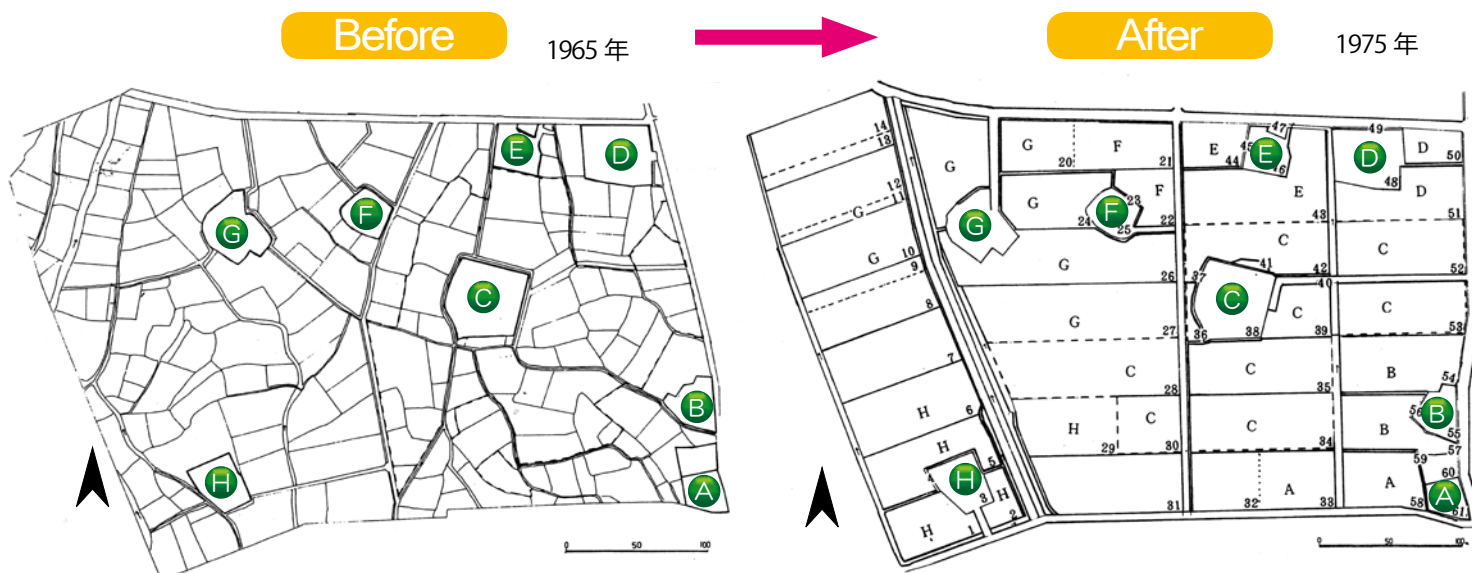 Before
1965 年
After
1975 年
E
D
F
G
C
B
H
A
0 50 100
14
13
12
11
G
G
10
9
8
7
H
6
H
5
4
H
3
H
H
1
2
G
G
20
F
21
G
G
24
F
23
F
25
22
G
26
G
27
C
28
H
29
C
30
31
E
44
45
E
47
46
E
43
C
42
41
37
C
40
C
36
38
39
C
35
C
34
32
A
33
49
D
48
D
50
D
51
C
52
C
53
B
54
56
B
B
55
57
59
A
58
60
A
61
0 50 100